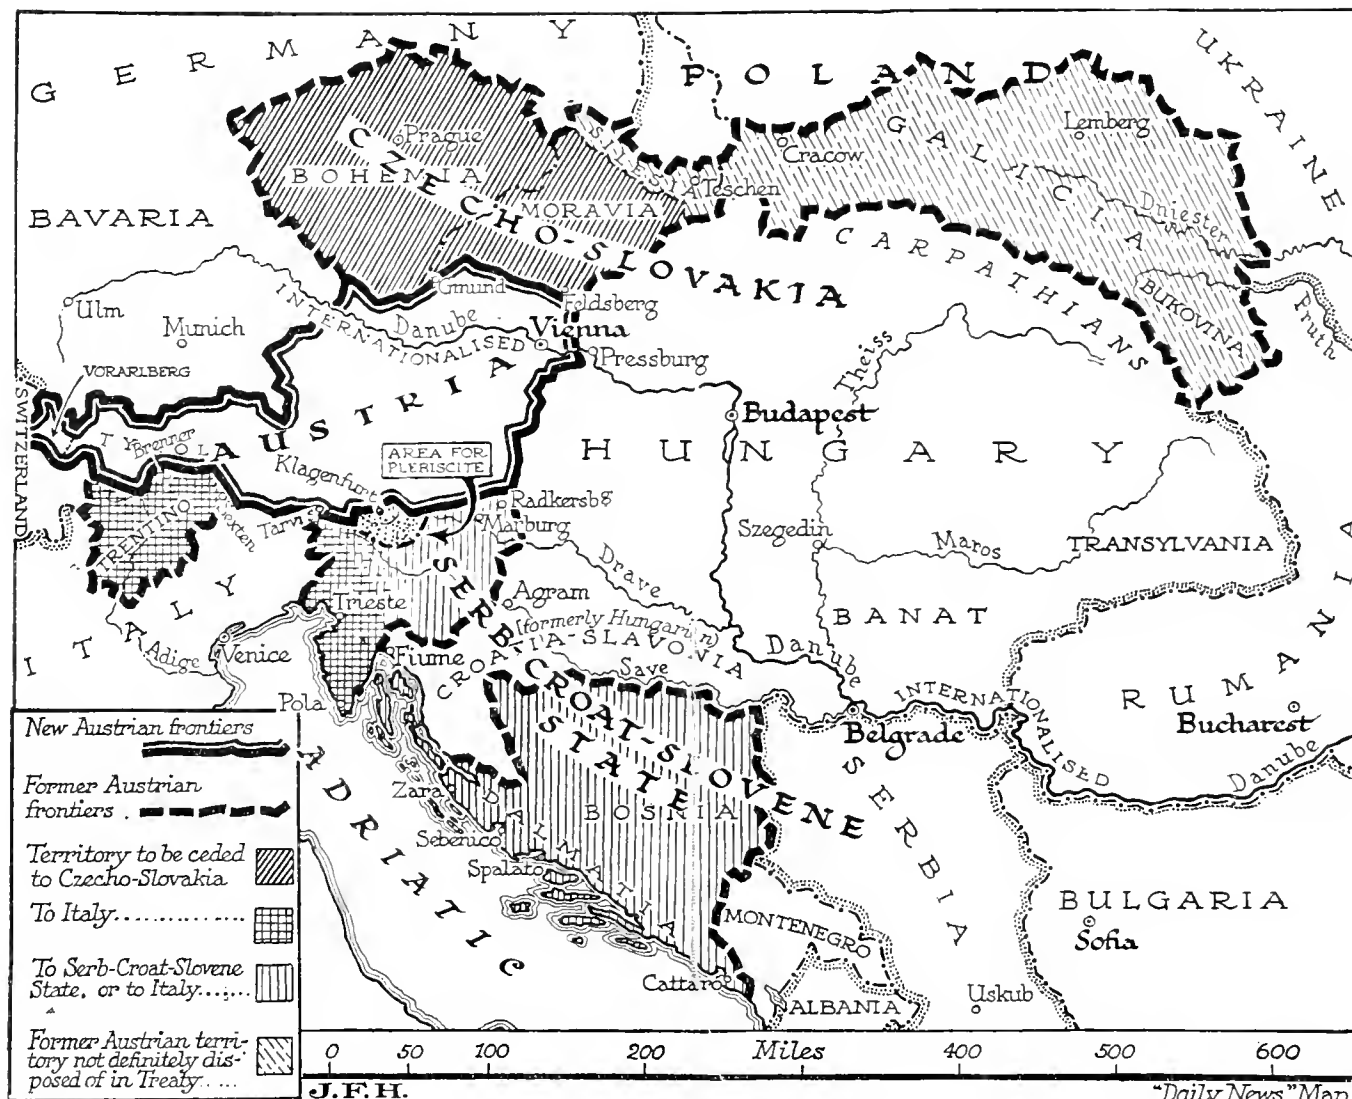 GERMANY
POLAND
UKRAINE
Prague
BOHEMIA
CZECHO-SLOVAKIA
MORAVIA
SILESIA
Teschen
Cracow
GALICIA
Lemberg
Dniester
BUKOVINA
Pruth
CARPATHIANS
BAVARIA
Ulm
Munich
INTERNATIONALISED
Danube
Gmund
Feldsberg
Vienna
Pressburg
Theiss
VORARLBERG
SWITZERLAND
TYROL
Brenner
AUSTRIA
Klagenfurt
AREA FOR
PLEBISCITE
Budapest
HUNGARY
Radkersbg
Marburg
Tarvis
TRENTINO
Szegedin
Maros
TRANSYLVANIA
Drave
Agram
BANAT
ITALY
Adige
Venice
Trieste
Fiume
Pola
(formerly Hungarian)
CROATIA-SLAVONIA
Save
Danube
SERB-CROAT-SLOVENE
STATE
INTERNATIONALISED
RUMANIA
Bucharest
Belgrade
Danube
SERBIA
BOSNIA
DALMATIA
Zara
Sebenico
Spalato
ADRIATIC
Cattaro
MONTENEGRO
ALBANIA
Uskub
BULGARIA
Sofia
New Austrian frontiers
Former Austrian
frontiers .
Territory to be ceded
to Czecho-Slovakia
To Italy................
To Serb-Croat-Slovene
State, or to Italy.......
Former Austrian terri-
tory not definitely dis-
posed of in Treaty.....
0 50 100 200 Miles 400 500 600
J.F.H.
"Daily News" Map